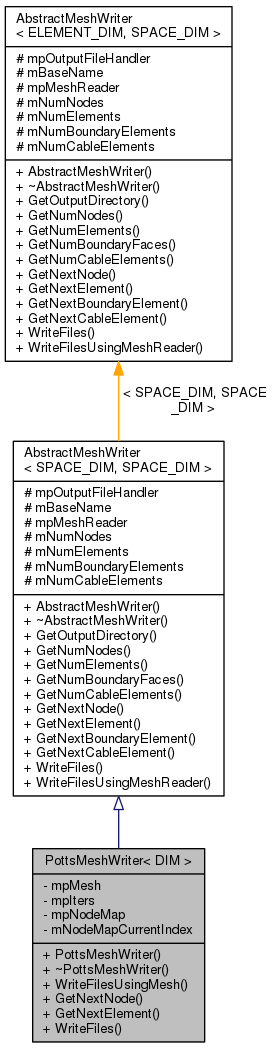 AbstractMeshWriter
< ELEMENT_DIM, SPACE_DIM >
# mpOutputFileHandler
# mBaseName
# mpMeshReader
# mNumNodes
# mNumElements
# mNumBoundaryElements
# mNumCableElements
+ AbstractMeshWriter()
+ ~AbstractMeshWriter()
+ GetOutputDirectory()
+ GetNumNodes()
+ GetNumElements()
+ GetNumBoundaryFaces()
+ GetNumCableElements()
+ GetNextNode()
+ GetNextElement()
+ GetNextBoundaryElement()
+ GetNextCableElement()
+ WriteFiles()
+ WriteFilesUsingMeshReader()
< SPACE_DIM, SPACE
_DIM >
AbstractMeshWriter
< SPACE_DIM, SPACE_DIM >
# mpOutputFileHandler
# mBaseName
# mpMeshReader
# mNumNodes
# mNumElements
# mNumBoundaryElements
# mNumCableElements
+ AbstractMeshWriter()
+ ~AbstractMeshWriter()
+ GetOutputDirectory()
+ GetNumNodes()
+ GetNumElements()
+ GetNumBoundaryFaces()
+ GetNumCableElements()
+ GetNextNode()
+ GetNextElement()
+ GetNextBoundaryElement()
+ GetNextCableElement()
+ WriteFiles()
+ WriteFilesUsingMeshReader()
PottsMeshWriter< DIM >
- mpMesh
- mpIters
- mpNodeMap
- mNodeMapCurrentIndex
+ PottsMeshWriter()
+ ~PottsMeshWriter()
+ WriteFilesUsingMesh()
+ GetNextNode()
+ GetNextElement()
+ WriteFiles()